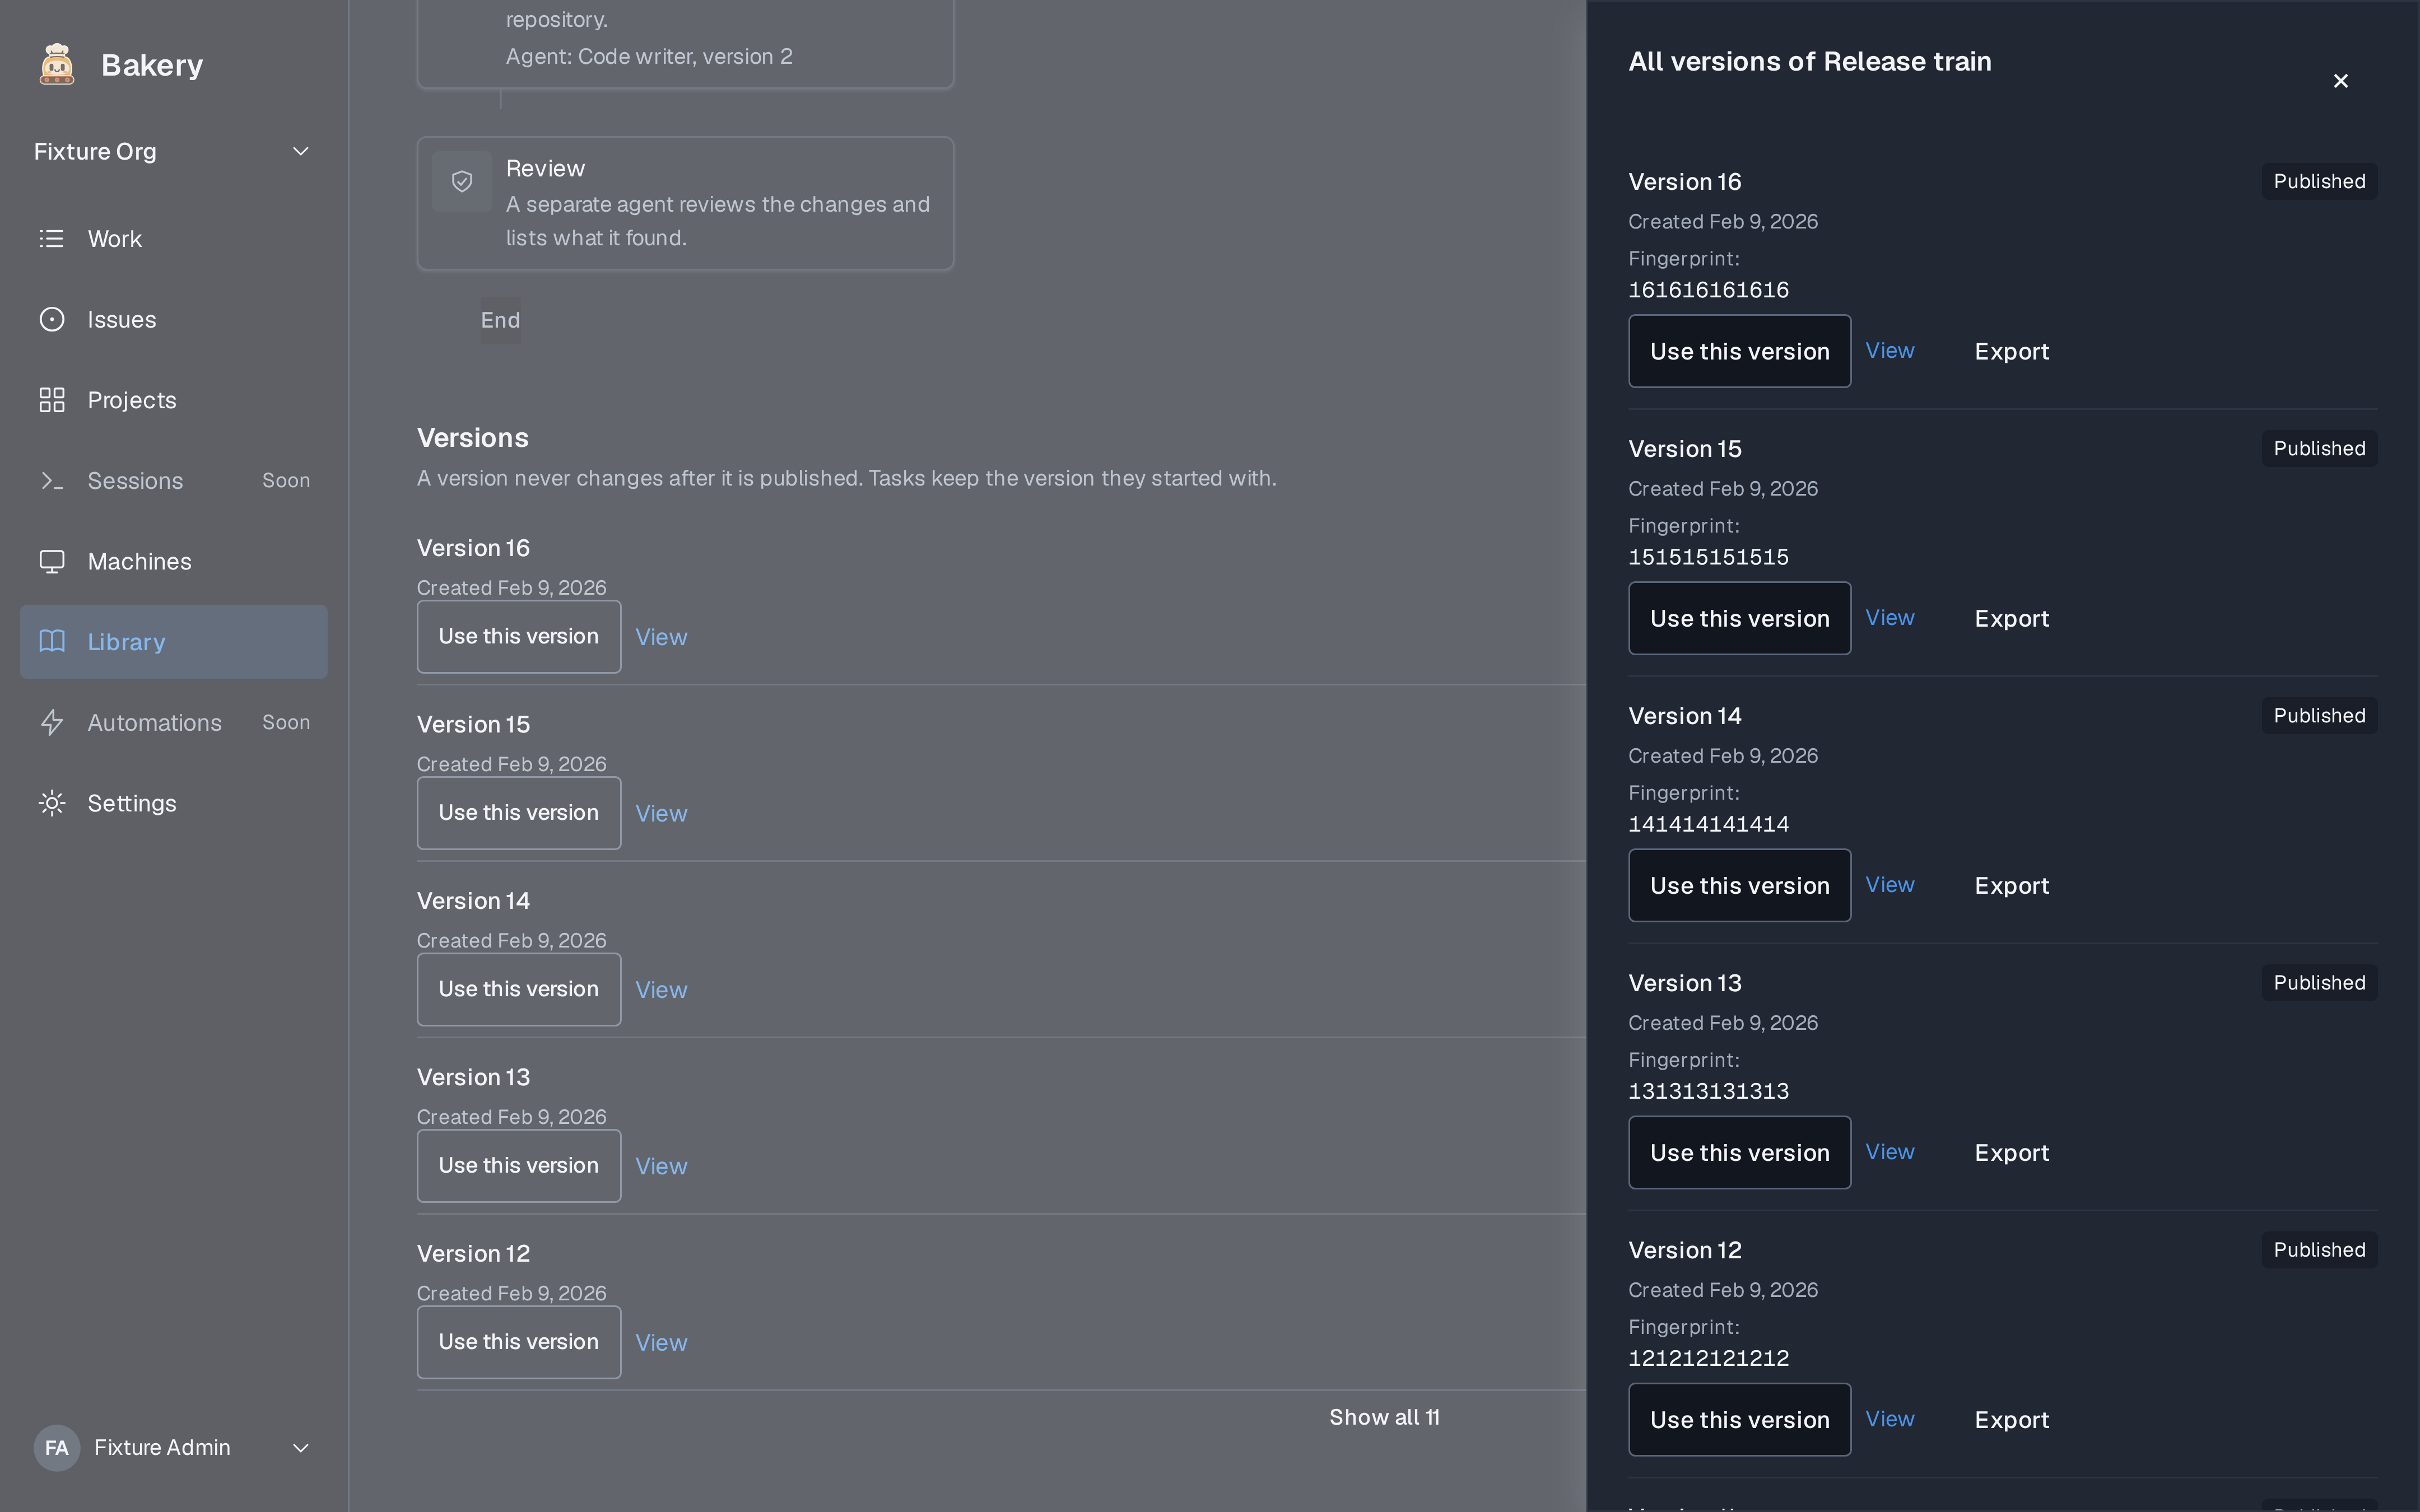 Bakery
Fixture Org
Work
Issues
Projects
Sessions Soon
Machines
Library
Automations Soon
Settings
FA Fixture Admin
repository.
Agent: Code writer, version 2
Review
A separate agent reviews the changes and
lists what it found.
End
Versions
A version never changes after it is published. Tasks keep the version they started with.
Version 16
Created Feb 9, 2026
Use this version View
Version 15
Created Feb 9, 2026
Use this version View
Version 14
Created Feb 9, 2026
Use this version View
Version 13
Created Feb 9, 2026
Use this version View
Version 12
Created Feb 9, 2026
Use this version View
Show all 11
All versions of Release train
Version 16 Published
Created Feb 9, 2026
Fingerprint:
161616161616
Use this version View Export
Version 15 Published
Created Feb 9, 2026
Fingerprint:
151515151515
Use this version View Export
Version 14 Published
Created Feb 9, 2026
Fingerprint:
141414141414
Use this version View Export
Version 13 Published
Created Feb 9, 2026
Fingerprint:
131313131313
Use this version View Export
Version 12 Published
Created Feb 9, 2026
Fingerprint:
121212121212
Use this version View Export